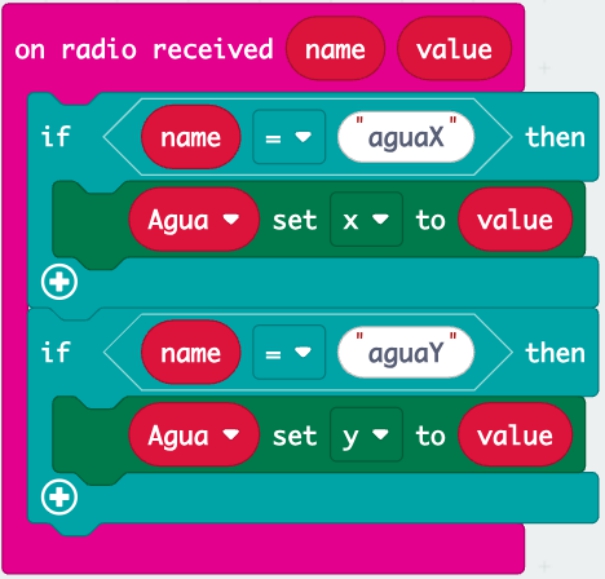 on radio received name value
if name = "aguaX" then
Agua set x to value
if name = "aguaY" then
Agua set y to value